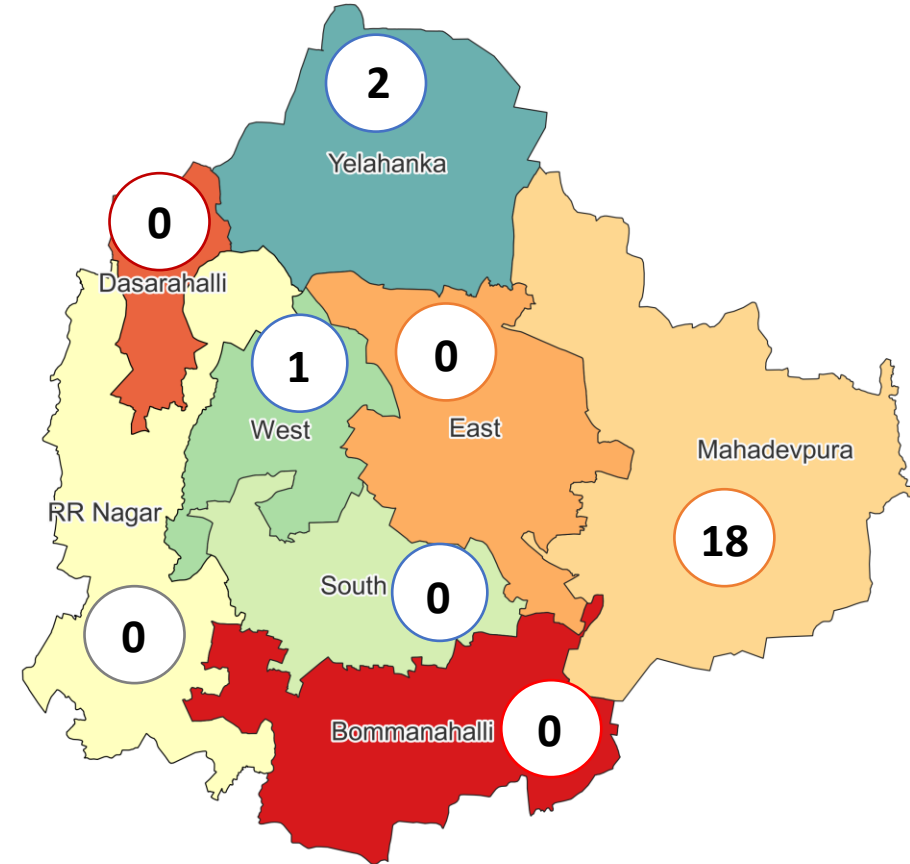 2
Yelahanka
0
Dasarahalli
1
0
West
East
Mahadevpura
RR Nagar
18
South
0
0
Bommanahalli
0